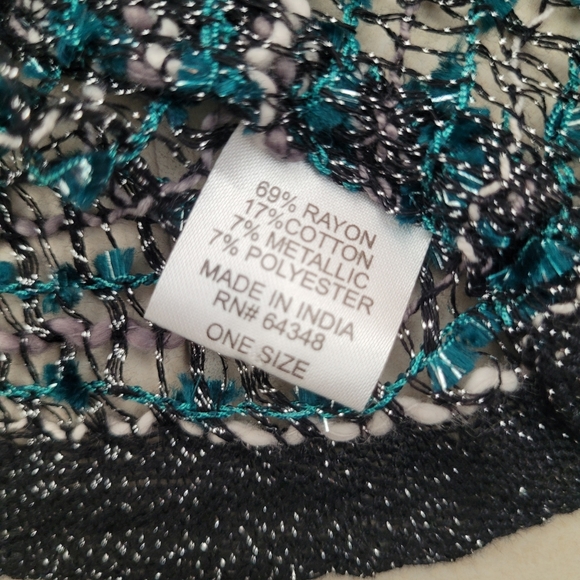 69% RAYON
17%COTTON
7% METALLIC
7% POLYESTER
MADE IN INDIA
RN# 64348
ONE SIZE